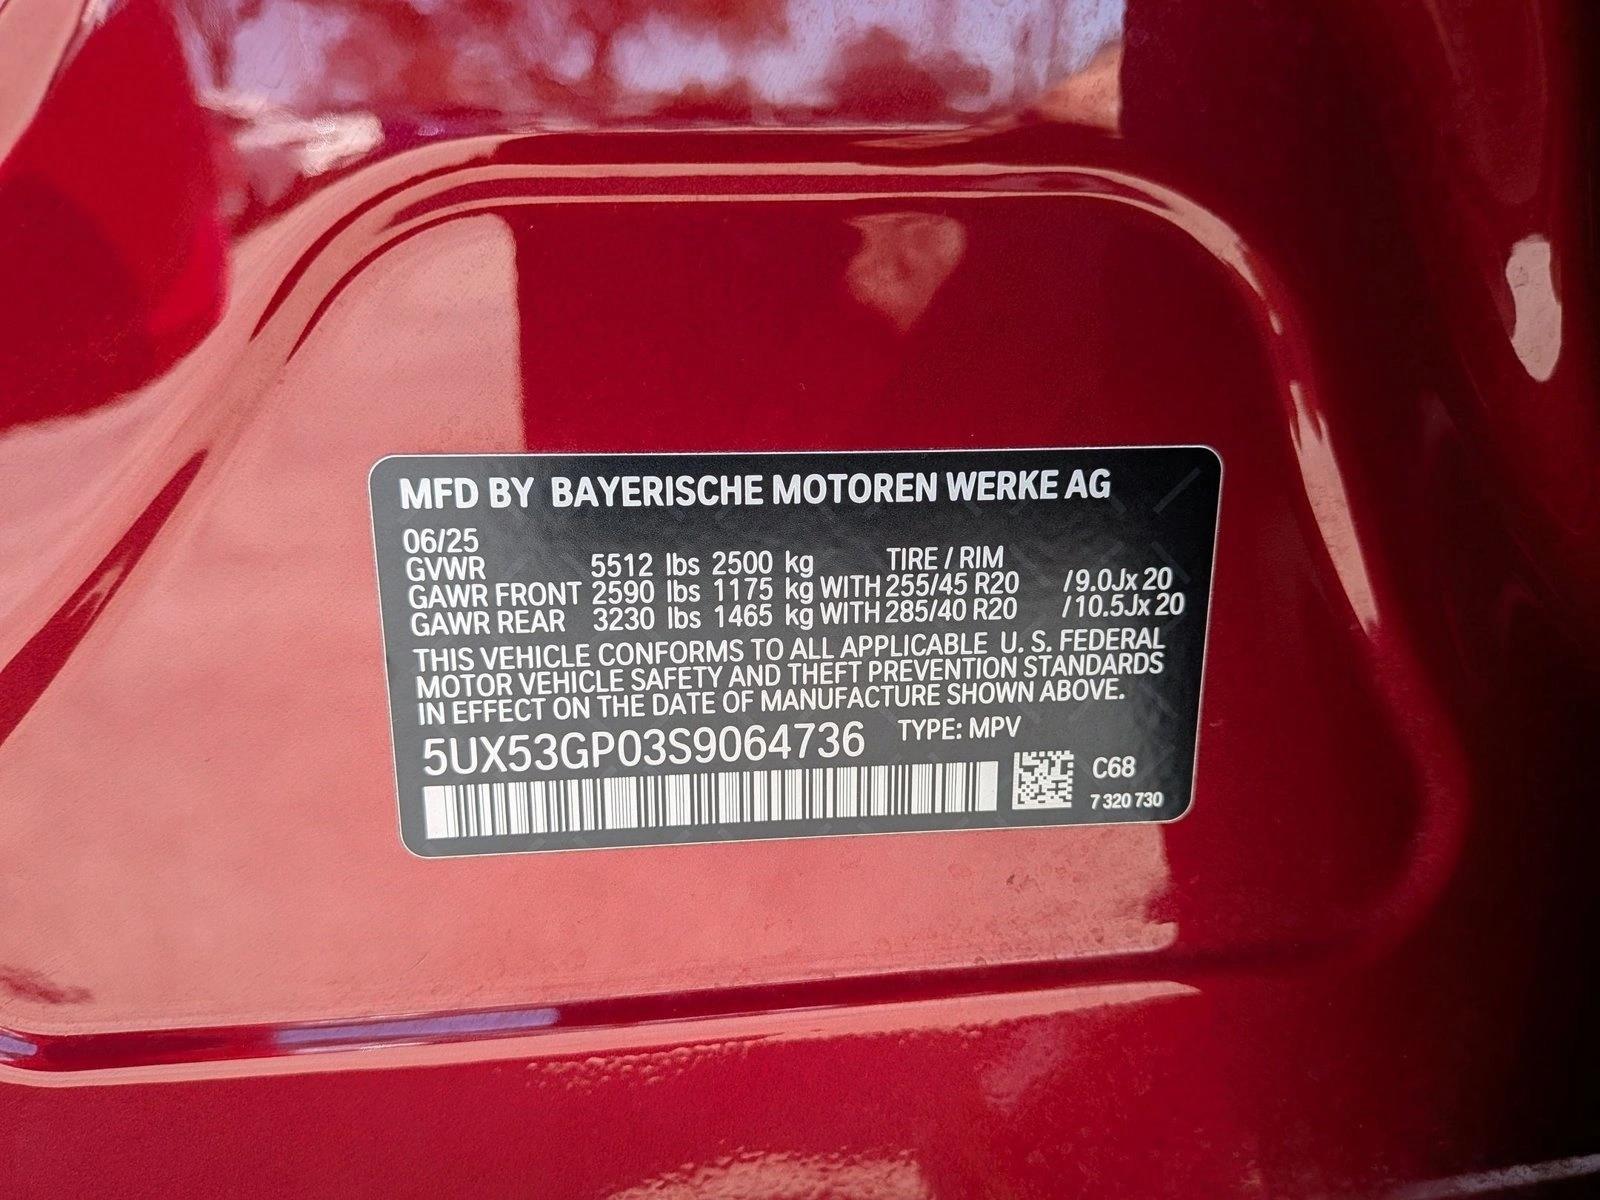 MFD BY BAYERISCHE MOTOREN WERKE AG
06/25
GVWR 5512 lbs 2500 kg TIRE / RIM
GAWR FRONT 2590 lbs 1175 kg WITH 255/45 R20 /9.0Jx 20
GAWR REAR 3230 lbs 1465 kg WITH 285/40 R20 /10.5Jx 20
THIS VEHICLE CONFORMS TO ALL APPLICABLE U. S. FEDERAL
MOTOR VEHICLE SAFETY AND THEFT PREVENTION STANDARDS
IN EFFECT ON THE DATE OF MANUFACTURE SHOWN ABOVE.
5UX53GP03S9064736 TYPE: MPV
C68
7 320 730